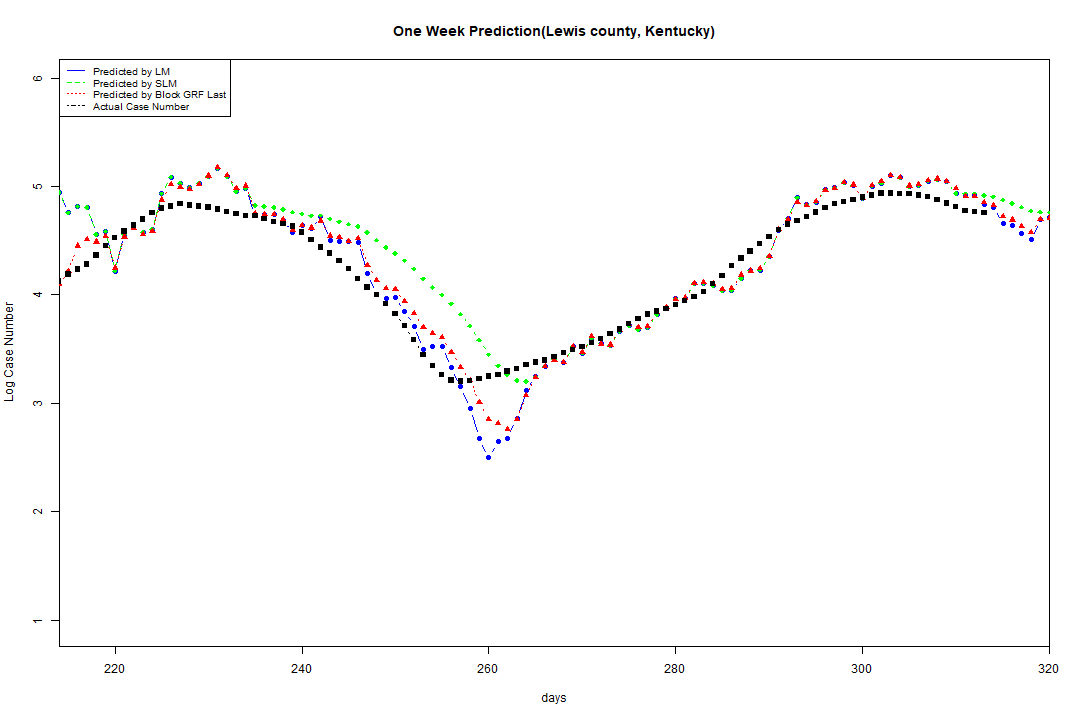 One Week Prediction(Lewis county, Kentucky)
Predicted by LM
Predicted by SLM
Predicted by Block GRF Last
Actual Case Number
6
5
4
3
2
1
Log Case Number
220 240 260 280 300 320
days